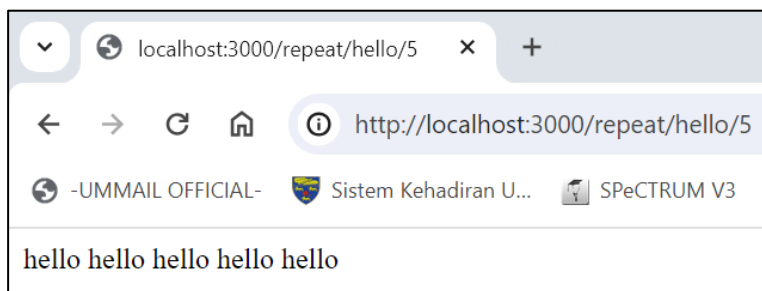 localhost:3000/repeat/hello/5
http://localhost:3000/repeat/hello/5
-UMMAIL OFFICIAL- Sistem Kehadiran U... SPeCTRUM V3
hello hello hello hello hello